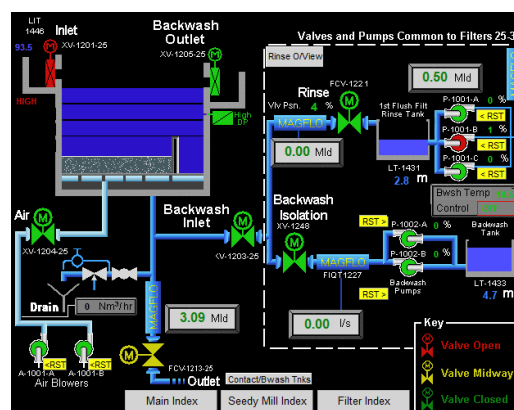 LIT
1446
Inlet
XV-1201-25
Backwash
Outlet
XV-1205-25
Valves and Pumps Common to Filters 25-3
93.5
HIGH
High
DP
Rinse O/View
Rinse
FCV-1221
Vlv Psn. 4 %
MAGFLO
0.00 Mld
0.50 Mld
1st Flush Filt
Rinse Tank
LT-1431
2.8 m
P-1001-A 0 %
< RST
P-1001-B 1 %
< RST
P-1001-C 0 %
< RST
Bwsh Temp
Control
Air
XV-1204-25
Backwash
Inlet
XV-1203-25
Backwash
Isolation
XV-1248
MAGFLO
FIQT1227
0.00 l/s
RST >
P-1002-A 0 %
P-1002-B 0 %
RST >
Backwash
Pumps
Backwash
Tank
LT-1433
4.7 m
Drain
0 Nm³/hr
MAGFLO
3.09 Mld
FCV-1213-25
Outlet
<RST
<RST
A-1001-A
A-1001-B
Air Blowers
Contact/Bwash Tnks
Main Index
Seedy Mill Index
Filter Index
Key
Valve Open
Valve Midway
Valve Closed
M
M
M
M
M
M
M
M
M
M